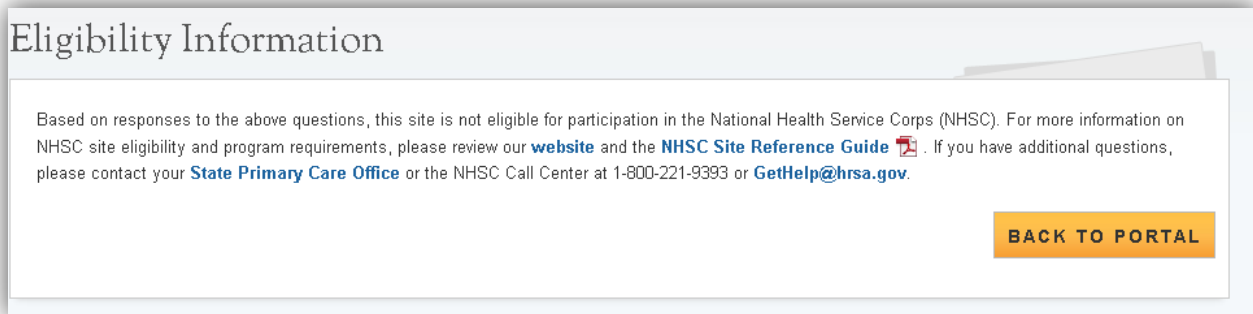 Eligibility Information
Based on responses to the above questions, this site is not eligible for participation in the National Health Service Corps (NHSC). For more information on
NHSC site eligibility and program requirements, please review our website and the NHSC Site Reference Guide . If you have additional questions,
please contact your State Primary Care Office or the NHSC Call Center at 1-800-221-9393 or GetHelp@hrsa.gov.
BACK TO PORTAL